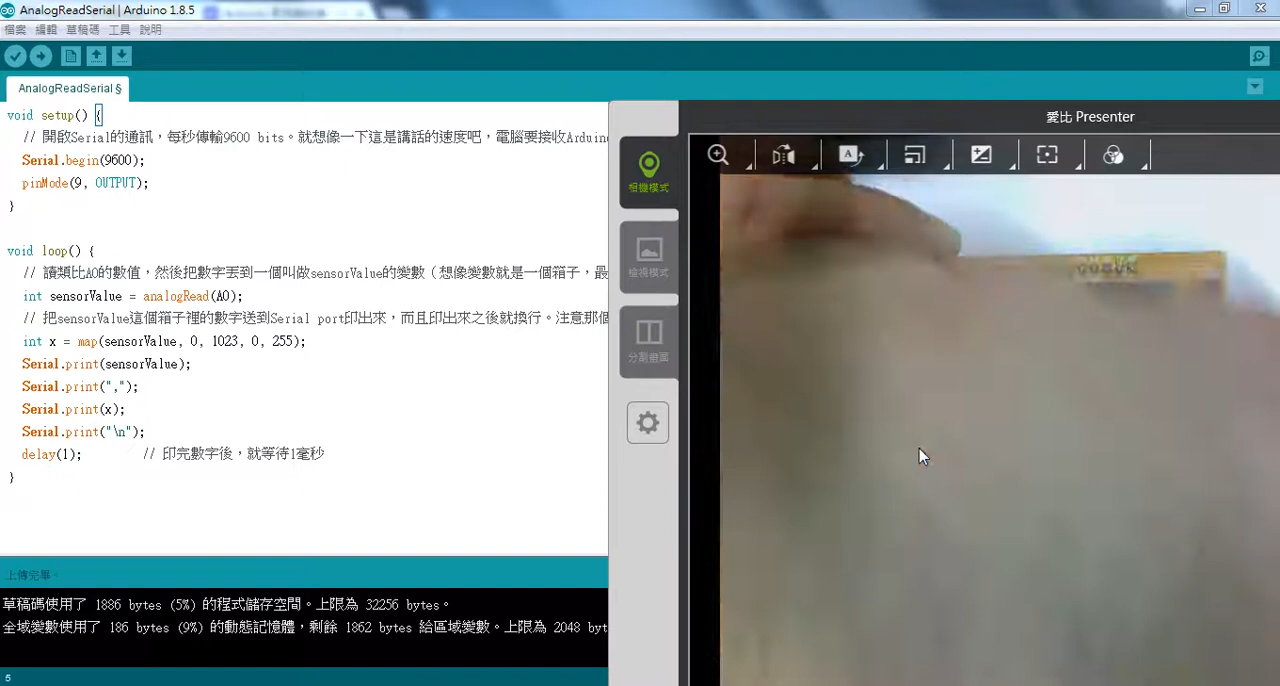 AnalogReadSerial | Arduino 1.8.5
檔案 編輯 草稿碼 工具 說明
AnalogReadSerial §
void setup() {
// 開啟Serial的通訊，每秒傳輸9600 bits。就想像一下這是講話的速度吧，電腦要接收Arduino
Serial.begin(9600);
pinMode(9, OUTPUT);
}
void loop() {
// 讀類比A0的數值，然後把數字丟到一個叫做sensorValue的變數（想像變數就是一個箱子，最
int sensorValue = analogRead(A0);
// 把sensorValue這個箱子裡的數字送到Serial port印出來，而且印出來之後就換行。注意那個
int x = map(sensorValue, 0, 1023, 0, 255);
Serial.print(sensorValue);
Serial.print(",");
Serial.print(x);
Serial.print("\n");
delay(1); // 印完數字後，就等待1毫秒
}
上傳完畢。
草稿碼使用了 1886 bytes (5%) 的程式儲存空間。上限為 32256 bytes。
全域變數使用了 186 bytes (9%) 的動態記憶體，剩餘 1862 bytes 給區域變數。上限為 2048 byt
5
愛比 Presenter
相機模式
檢視模式
分割畫面